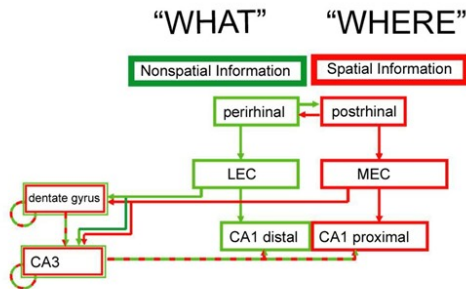 “WHAT” “WHERE”
Nonspatial Information Spatial Information
perirhinal postrhinal
LEC MEC
dentate gyrus
CA1 distal CA1 proximal
CA3